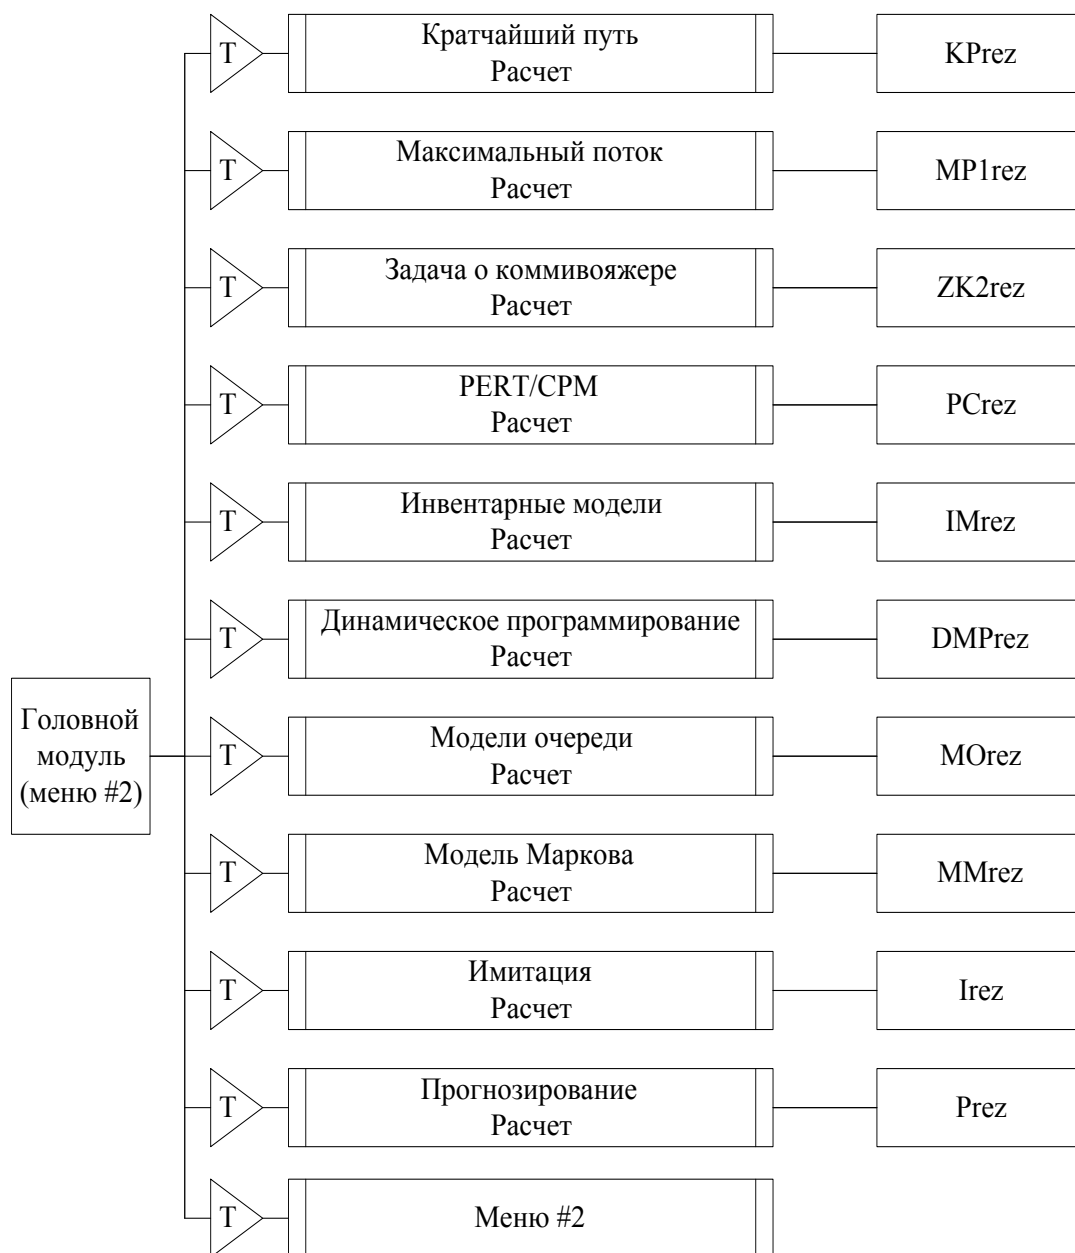 T
Кратчайший путь
Расчет
KPrez
T
Максимальный поток
Расчет
MP1rez
T
Задача о коммивояжере
Расчет
ZK2rez
T
PERT/CPM
Расчет
PCrez
T
Инвентарные модели
Расчет
IMrez
T
Динамическое программирование
Расчет
DMPrez
Головной
модуль
(меню #2)
T
Модели очереди
Расчет
MOrez
T
Модель Маркова
Расчет
MMrez
T
Имитация
Расчет
Irez
T
Прогнозирование
Расчет
Prez
T
Меню #2